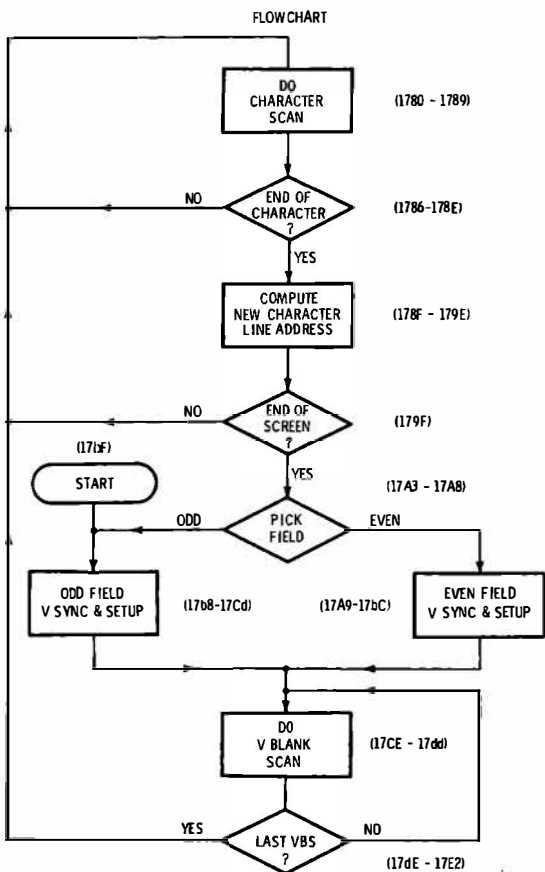 FLOWCHART
DO
CHARACTER
SCAN
(1780 - 1789)
END OF
CHARACTER
?
NO
(1786-178E)
YES
COMPUTE
NEW CHARACTER
LINE ADDRESS
(178F - 179E)
END OF
SCREEN
?
NO
(179F)
YES
(17bF)
START
(17A3 - 17A8)
ODD
PICK
FIELD
EVEN
ODD FIELD
V SYNC & SETUP
(17b8-17Cd)
(17A9-17bC)
EVEN FIELD
V SYNC & SETUP
DO
V BLANK
SCAN
(17CE - 17dd)
YES
LAST VBS
?
NO
(17dE - 17E2)